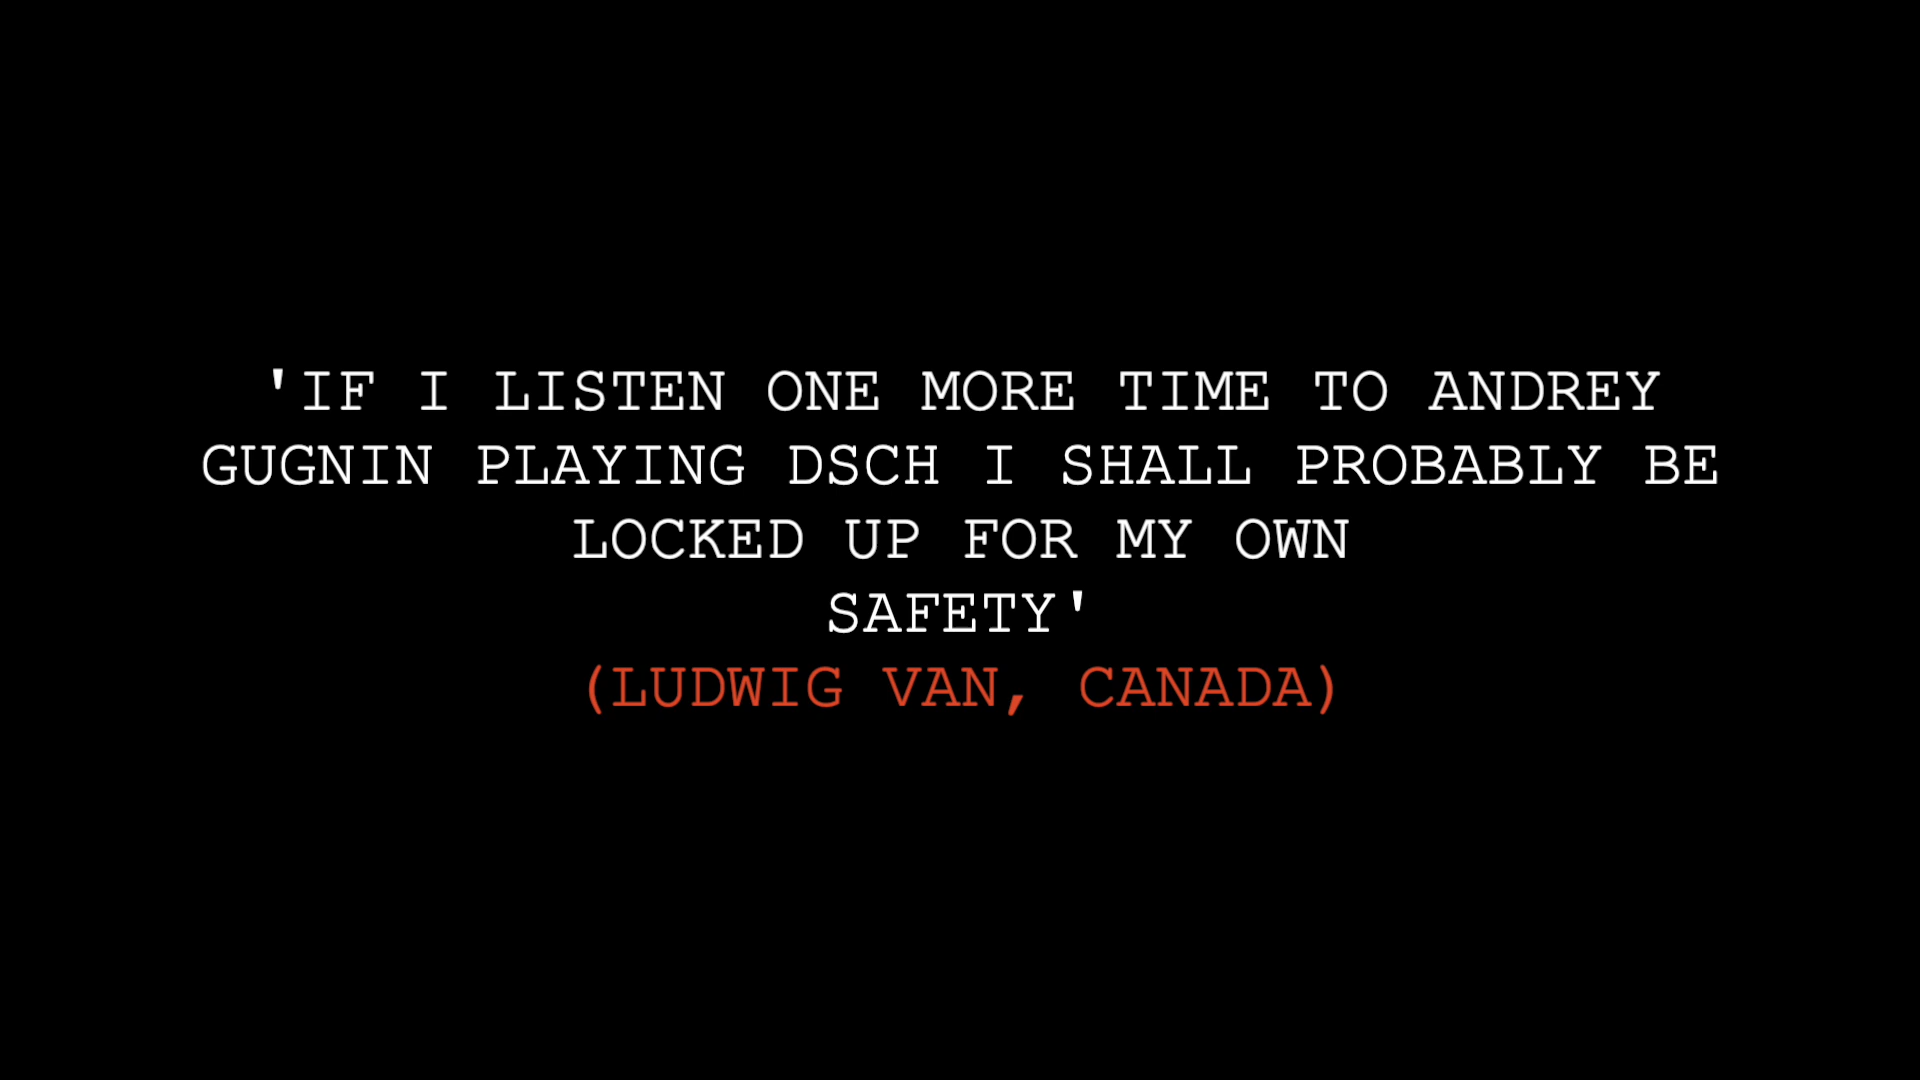 'IF I LISTEN ONE MORE TIME TO ANDREY
GUGNIN PLAYING DSCH I SHALL PROBABLY BE
LOCKED UP FOR MY OWN
SAFETY'
(LUDWIG VAN, CANADA)